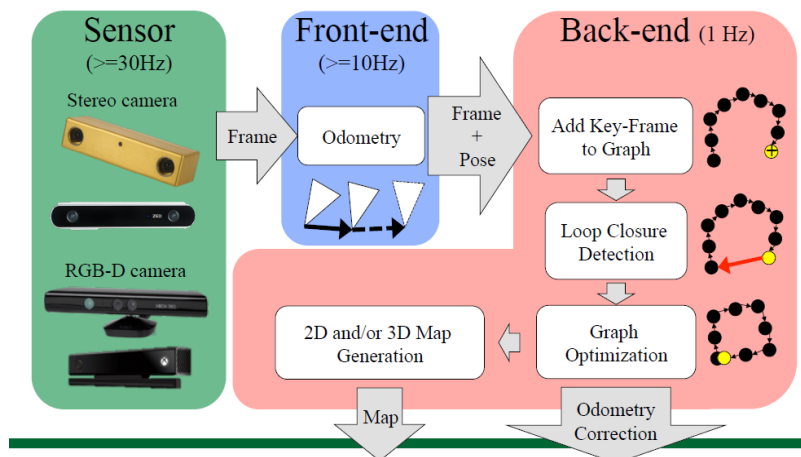 Sensor
(>=30Hz)
Stereo camera
ZED
RGB-D camera
Frame
Front-end
(>=10Hz)
Odometry
Frame
+
Pose
Back-end (1 Hz)
Add Key-Frame
to Graph
Loop Closure
Detection
Graph
Optimization
2D and/or 3D Map
Generation
Map
Odometry
Correction